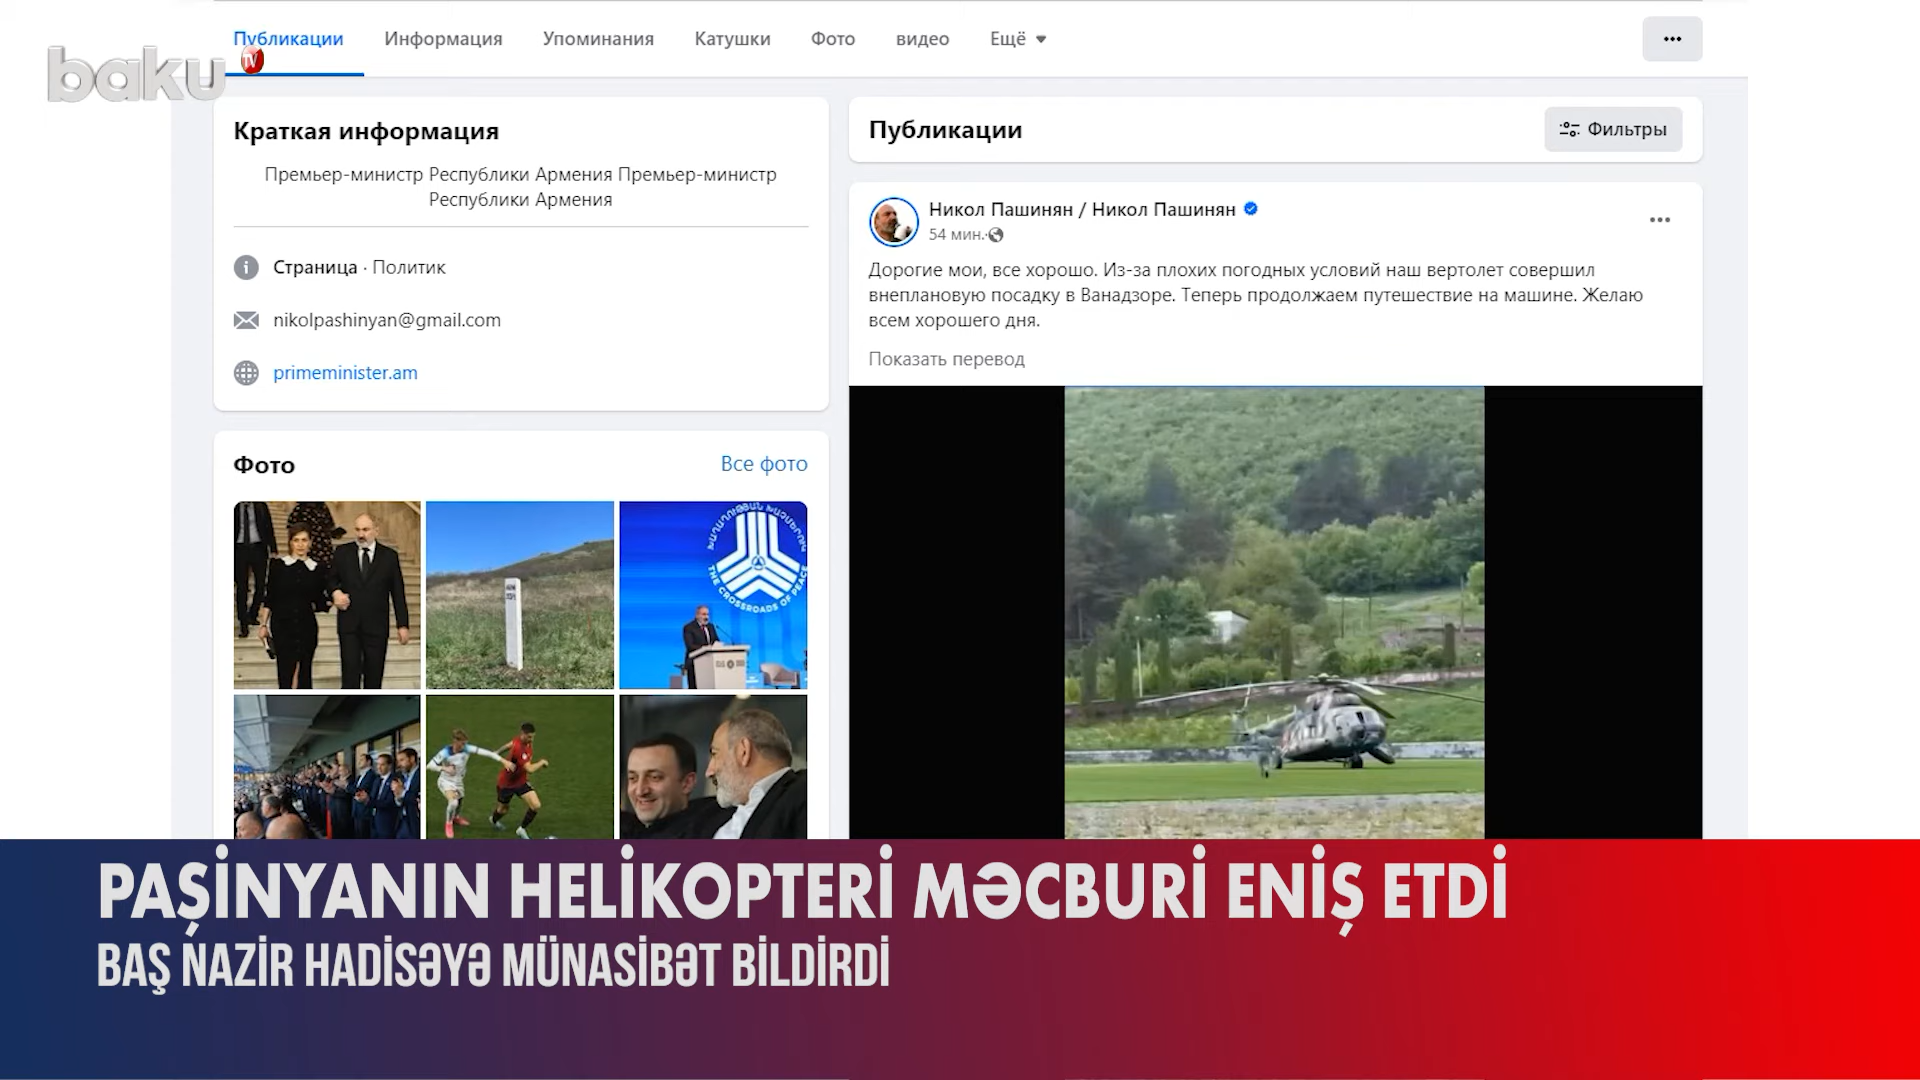 baku
TV
Публикации
Информация
Упоминания
Катушки
Фото
видео
Ещё
Краткая информация
Премьер-министр Республики Армения Премьер-министр
Республики Армения
Страница · Политик
nikolpashinyan@gmail.com
primeminister.am
Фото
Все фото
THE CROSSROADS OF PEACE
Публикации
Фильтры
Никол Пашинян / Никол Пашинян
54 мин.
Дорогие мои, все хорошо. Из-за плохих погодных условий наш вертолет совершил
внеплановую посадку в Ванадзоре. Теперь продолжаем путешествие на машине. Желаю
всем хорошего дня.
Показать перевод
PAŞİNYANIN HELİKOPTERİ MƏCBURİ ENİŞ ETDİ
BAŞ NAZİR HADİSƏYƏ MÜNASİBƏT BİLDİRDİ